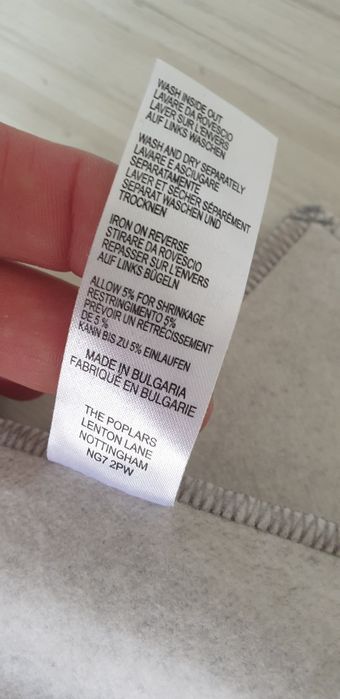 WASH INSIDE OUT
LAVARE DA ROVESCIO
LAVER SUR L'ENVERS
AUF LINKS WASCHEN
WASH AND DRY SEPARATELY
LAVARE E ASCIUGARE
SEPARATAMENTE
LAVER ET SÉCHER SÉPARÉMENT
SEPARAT WASCHEN UND
TROCKNEN
IRON ON REVERSE
STIRARE DA ROVESCIO
REPASSER SUR L'ENVERS
AUF LINKS BÜGELN
ALLOW 5% FOR SHRINKAGE
RESTRINGIMENTO 5%
PRÉVOIR UN RETRÉCISSEMENT
DE 5 %
KANN BIS ZU 5% EINLAUFEN
MADE IN BULGARIA
FABRIQUÉ EN BULGARIE
THE POPLARS
LENTON LANE
NOTTINGHAM
NG7 2PW